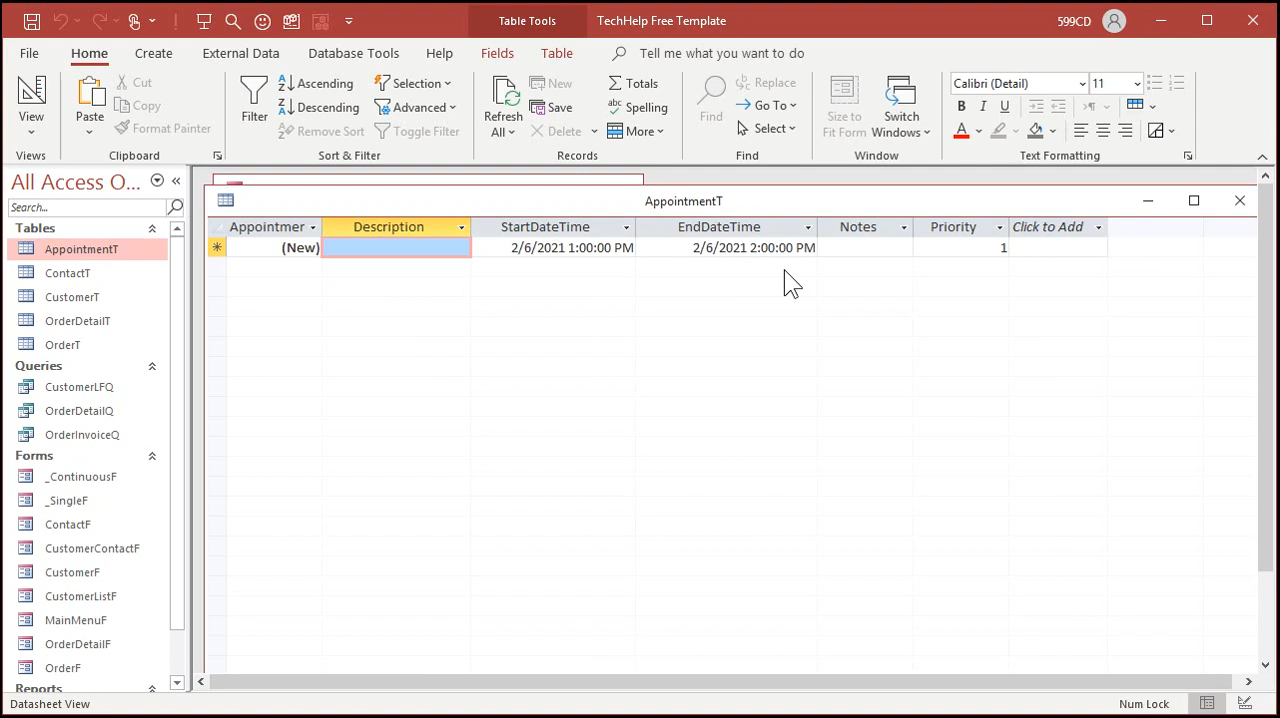 Table Tools
TechHelp Free Template
599CD
File
Home
Create
External Data
Database Tools
Help
Fields
Table
Tell me what you want to do
View
Views
Paste
Cut
Copy
Format Painter
Clipboard
Filter
Ascending
Descending
Remove Sort
Selection
Advanced
Toggle Filter
Sort & Filter
Refresh
All
New
Save
Delete
Totals
Spelling
More
Records
Find
Replace
Go To
Select
Find
Size to
Fit Form
Switch
Windows
Window
Calibri (Detail)
11
B I U
A
Text Formatting
All Access O...
Search...
Tables
AppointmentT
ContactT
CustomerT
OrderDetailT
OrderT
Queries
CustomerLFQ
OrderDetailQ
OrderInvoiceQ
Forms
_ContinuousF
_SingleF
ContactF
CustomerContactF
CustomerF
CustomerListF
MainMenuF
OrderDetailF
OrderF
Reports
AppointmentT
Appointmer Description StartDateTime EndDateTime Notes Priority Click to Add
(New) 2/6/2021 1:00:00 PM 2/6/2021 2:00:00 PM 1
Datasheet View
Num Lock